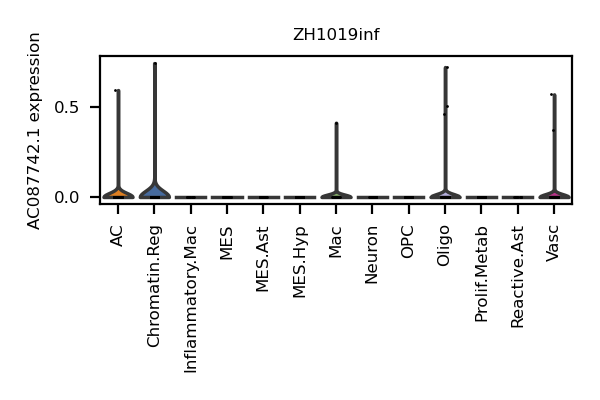 ZH1019inf
AC087742.1 expression
0.5
0.0
AC
Chromatin.Reg
Inflammatory.Mac
MES
MES.Ast
MES.Hyp
Mac
Neuron
OPC
Oligo
Prolif.Metab
Reactive.Ast
Vasc